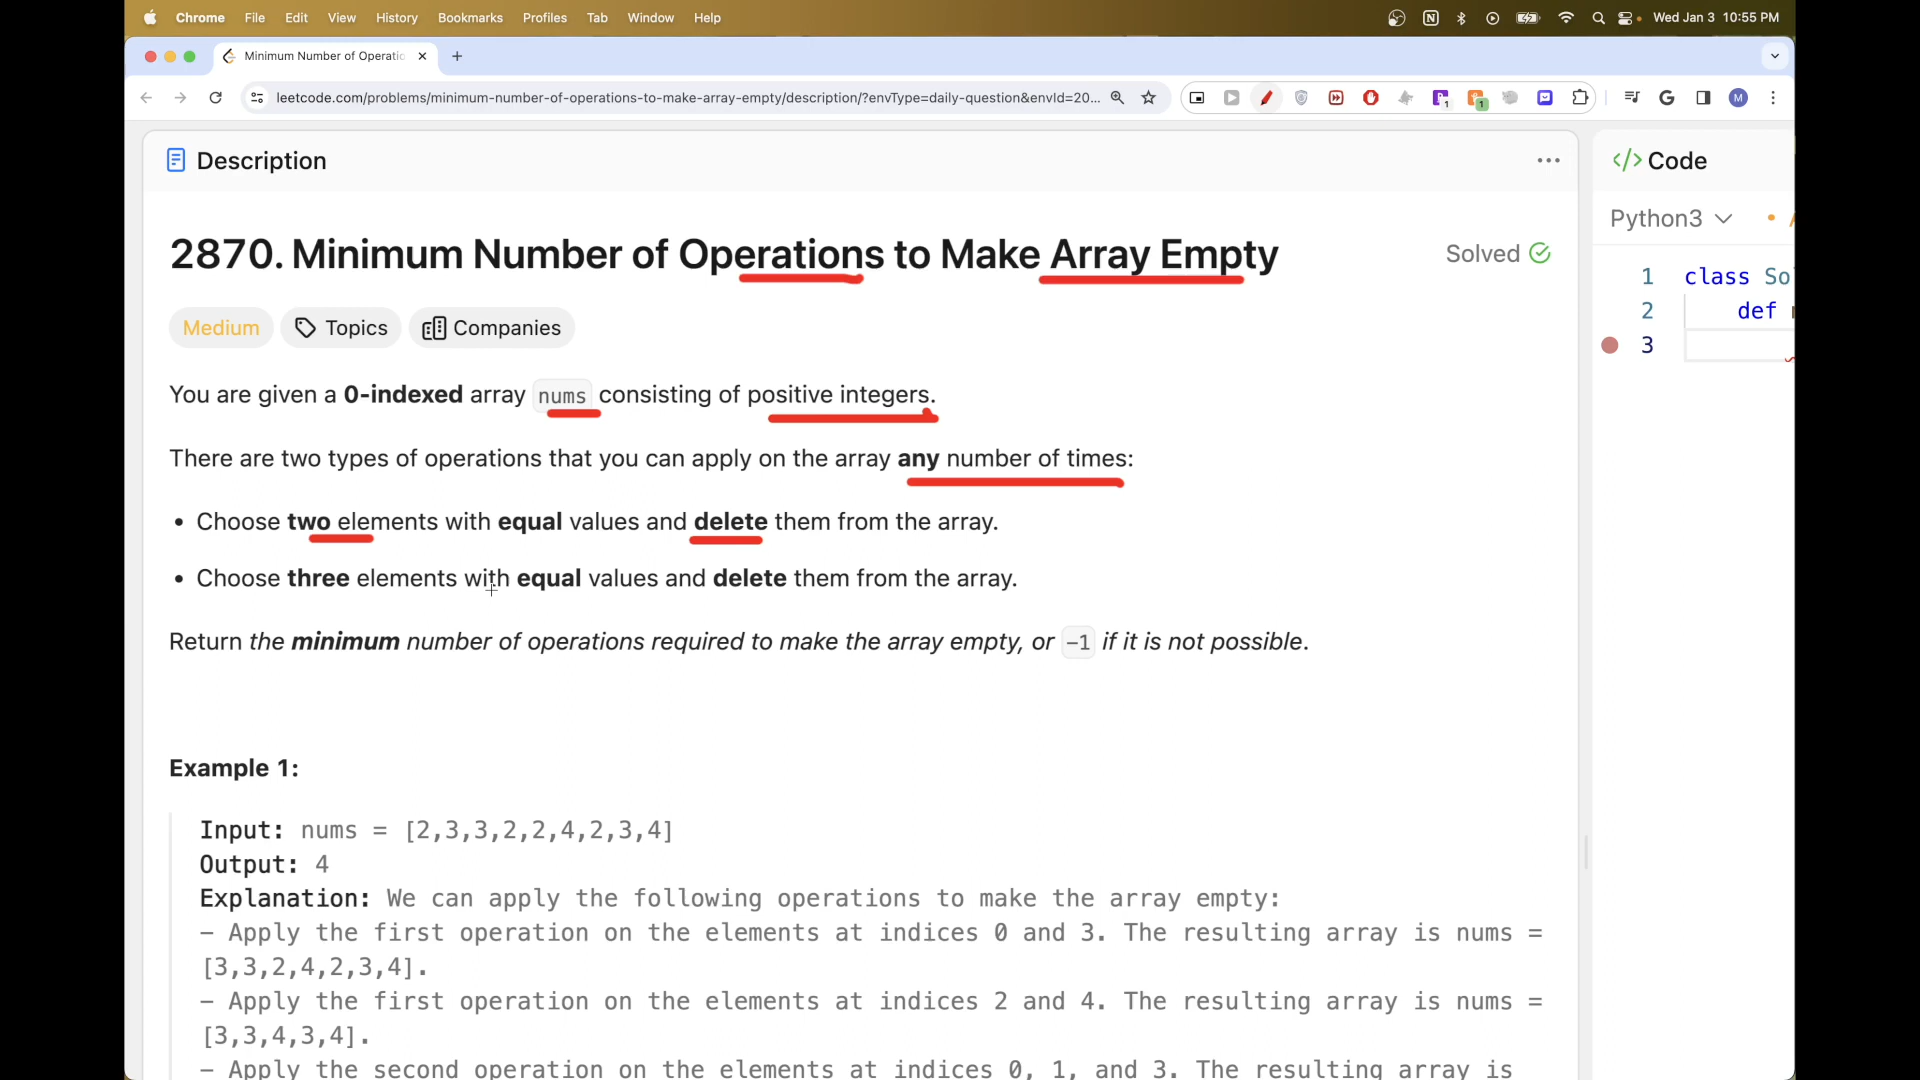 Chrome File Edit View History Bookmarks Profiles Tab Window Help Wed Jan 3 10:55 PM
Minimum Number of Operatio
leetcode.com/problems/minimum-number-of-operations-to-make-array-empty/description/?envType=daily-question&envId=20...
Description
Code
2870. Minimum Number of Operations to Make Array Empty
Solved
Python3
Medium Topics Companies
1 class Sol
2 def
3
You are given a 0-indexed array nums consisting of positive integers.
There are two types of operations that you can apply on the array any number of times:
• Choose two elements with equal values and delete them from the array.
• Choose three elements with equal values and delete them from the array.
Return the minimum number of operations required to make the array empty, or -1 if it is not possible.
Example 1:
Input: nums = [2,3,3,2,2,4,2,3,4]
Output: 4
Explanation: We can apply the following operations to make the array empty:
- Apply the first operation on the elements at indices 0 and 3. The resulting array is nums =
[3,3,2,4,2,3,4].
- Apply the first operation on the elements at indices 2 and 4. The resulting array is nums =
[3,3,4,3,4].
- Apply the second operation on the elements at indices 0, 1, and 3. The resulting array is